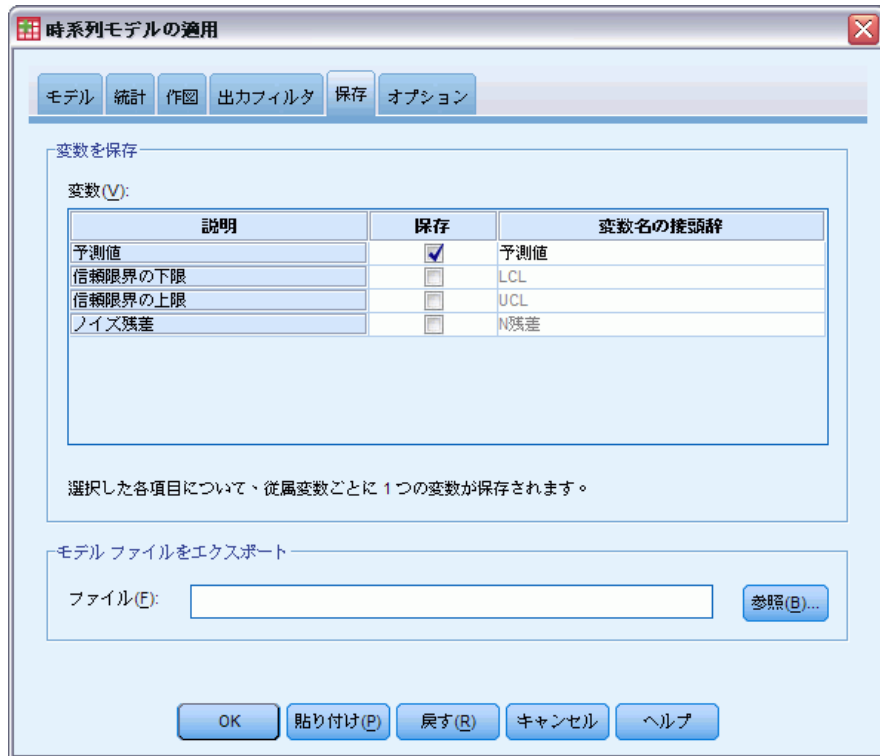 時系列モデルの適用
モデル 統計 作図 出力フィルタ 保存 オプション
変数を保存
変数(V):
説明 保存 変数名の接頭辞
予測値 予測値
信頼限界の下限 LCL
信頼限界の上限 UCL
ノイズ残差 N残差
選択した各項目について、従属変数ごとに 1 つの変数が保存されます。
モデル ファイルをエクスポート
ファイル(F): 参照(B)...
OK 貼り付け(P) 戻す(R) キャンセル ヘルプ